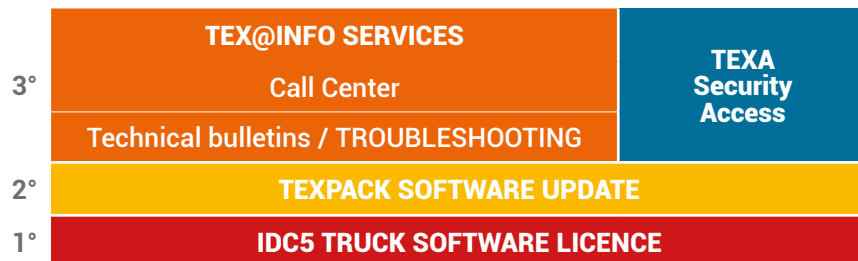 TEX@INFO SERVICES
3°
Call Center
Technical bulletins / TROUBLESHOOTING
TEXA
Security
Access
2°
TEXPACK SOFTWARE UPDATE
1°
IDC5 TRUCK SOFTWARE LICENCE